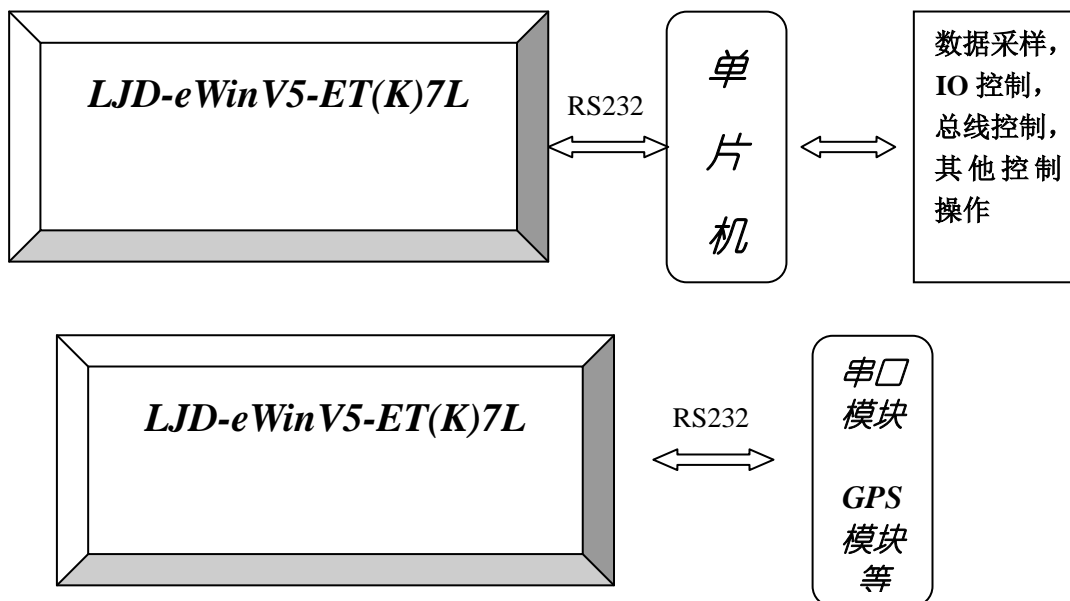 LJD-eWinV5-ET(K)7L
RS232
单
片
机
数据采样，
IO 控制，
总线控制，
其他控制
操作
LJD-eWinV5-ET(K)7L
RS232
串口
模块
GPS
模块
等